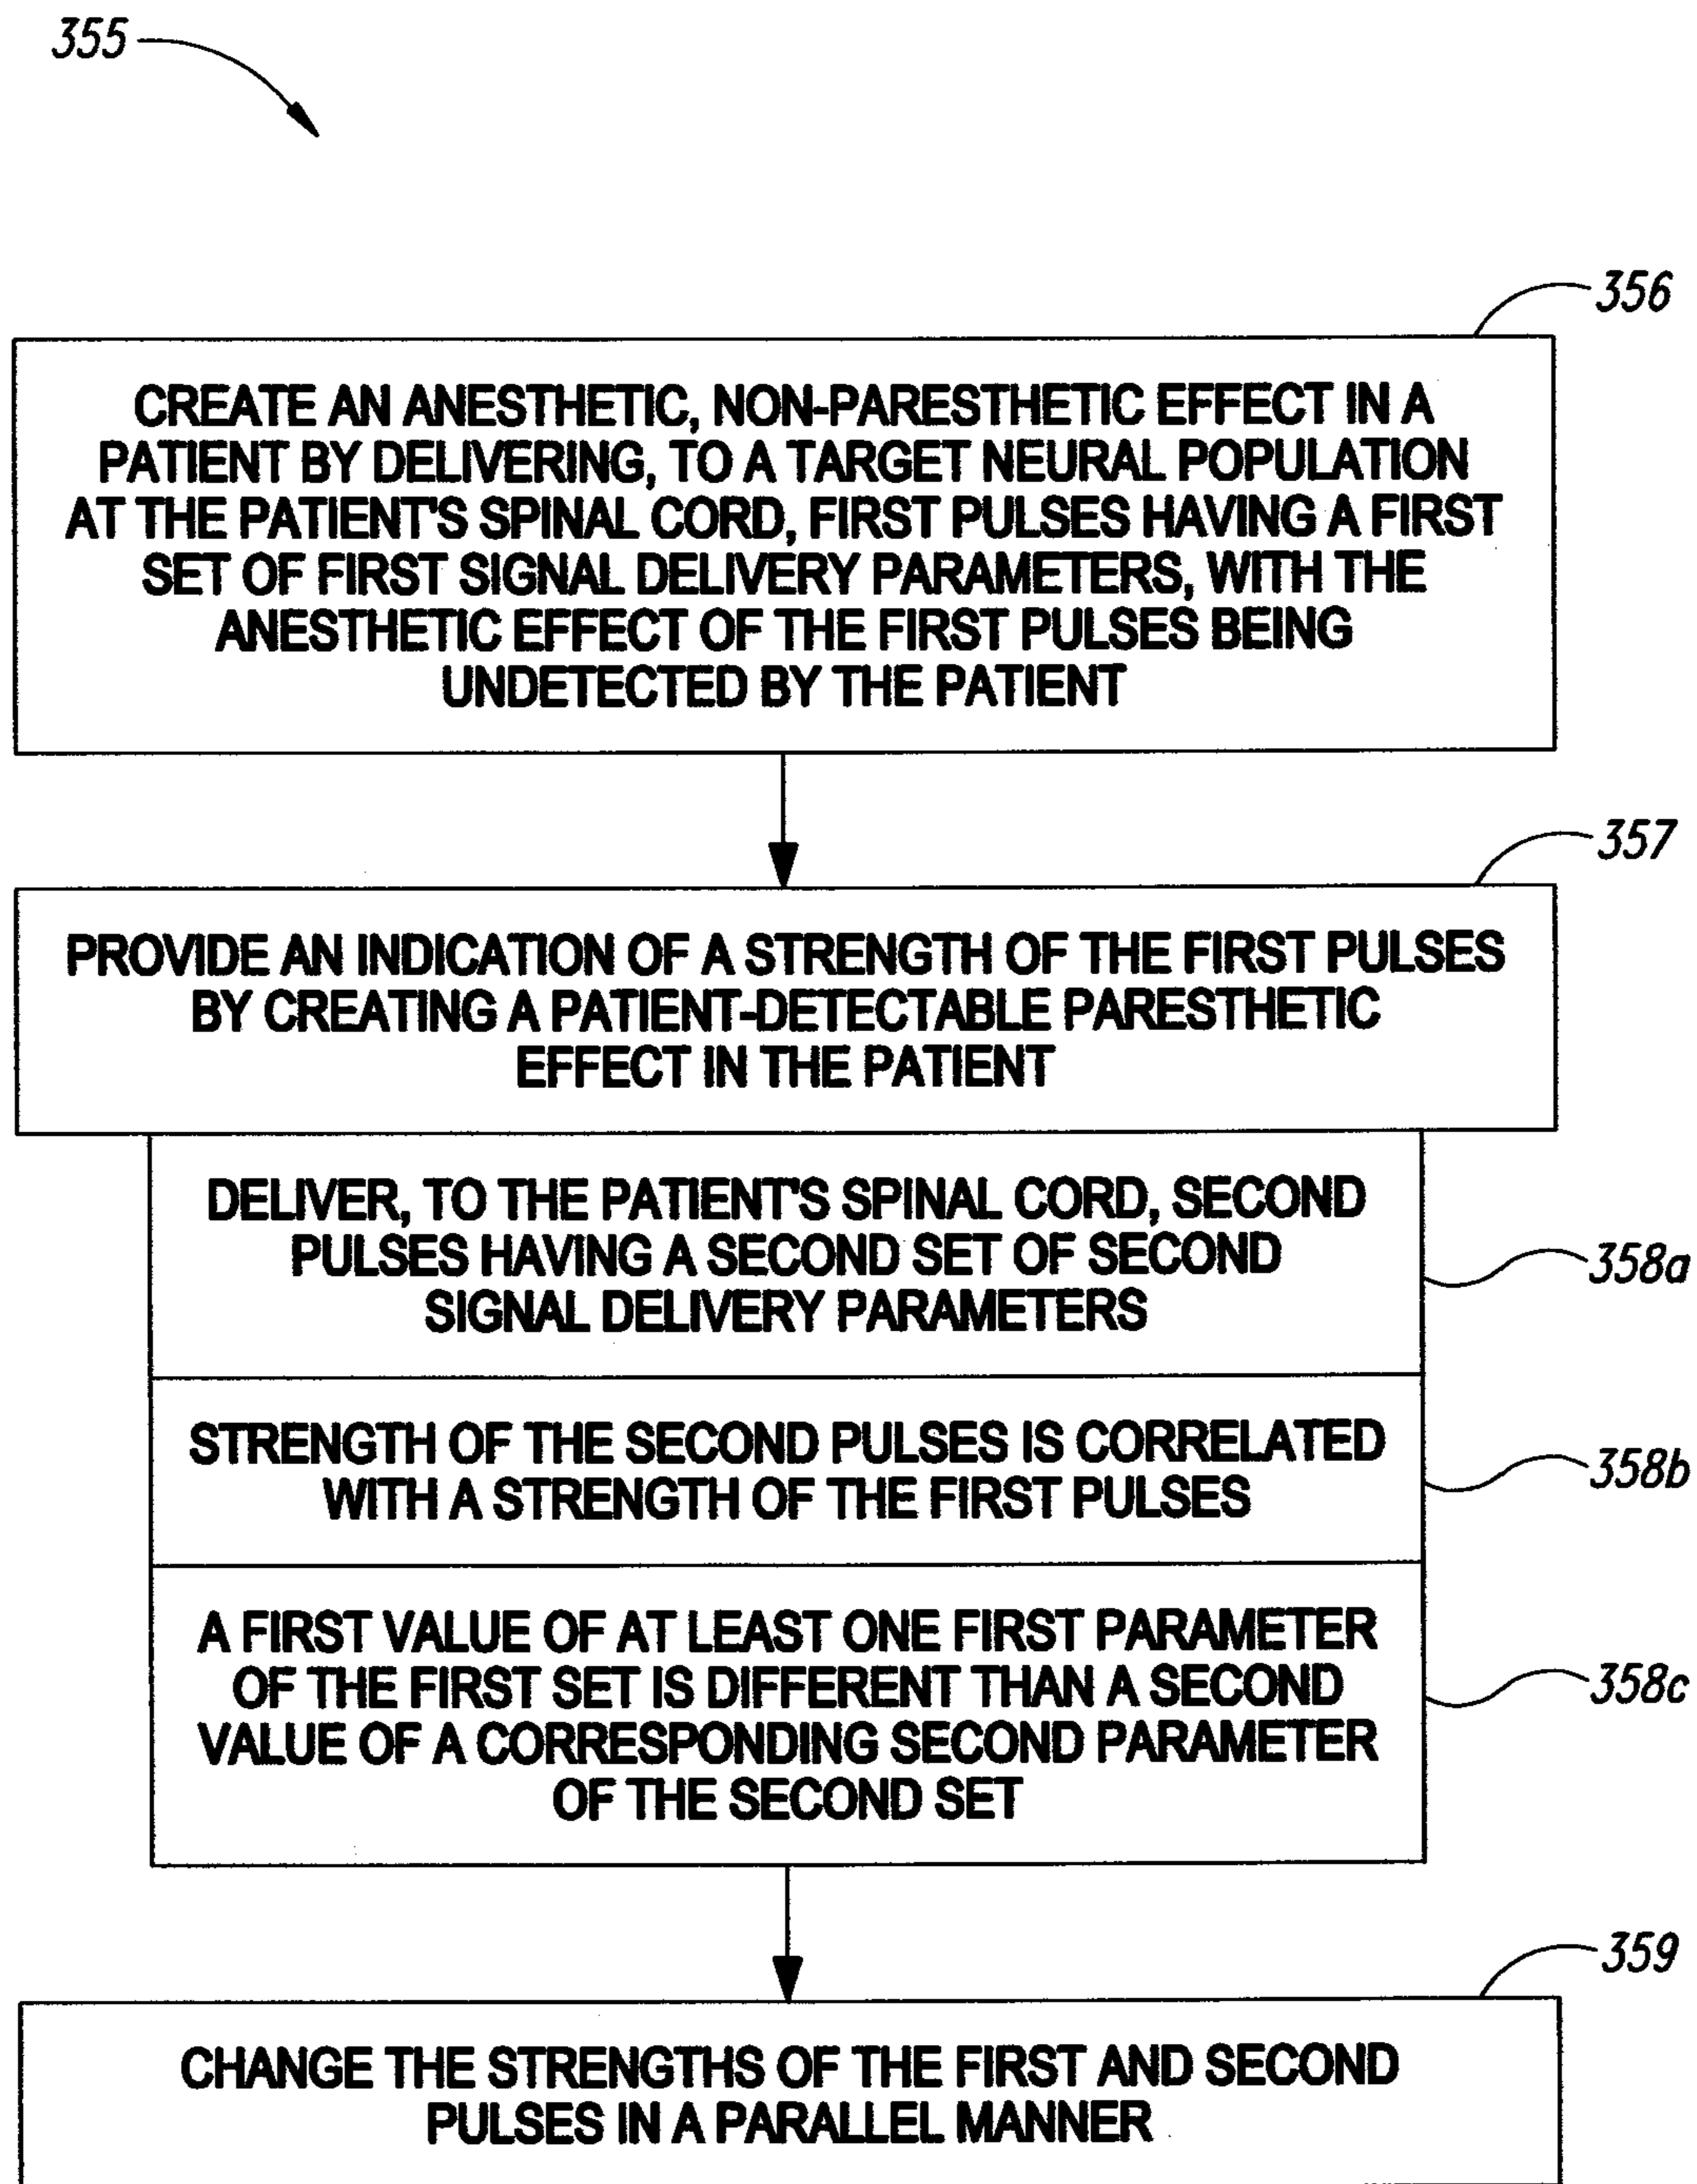 355
356
CREATE AN ANESTHETIC, NON-PARESTHETIC EFFECT IN A
PATIENT BY DELIVERING, TO A TARGET NEURAL POPULATION
AT THE PATIENT'S SPINAL CORD, FIRST PULSES HAVING A FIRST
SET OF FIRST SIGNAL DELIVERY PARAMETERS, WITH THE
ANESTHETIC EFFECT OF THE FIRST PULSES BEING
UNDETECTED BY THE PATIENT
357
PROVIDE AN INDICATION OF A STRENGTH OF THE FIRST PULSES
BY CREATING A PATIENT-DETECTABLE PARESTHETIC
EFFECT IN THE PATIENT
DELIVER, TO THE PATIENT'S SPINAL CORD, SECOND
PULSES HAVING A SECOND SET OF SECOND
SIGNAL DELIVERY PARAMETERS
358a
STRENGTH OF THE SECOND PULSES IS CORRELATED
WITH A STRENGTH OF THE FIRST PULSES
358b
A FIRST VALUE OF AT LEAST ONE FIRST PARAMETER
OF THE FIRST SET IS DIFFERENT THAN A SECOND
VALUE OF A CORRESPONDING SECOND PARAMETER
OF THE SECOND SET
358c
359
CHANGE THE STRENGTHS OF THE FIRST AND SECOND
PULSES IN A PARALLEL MANNER